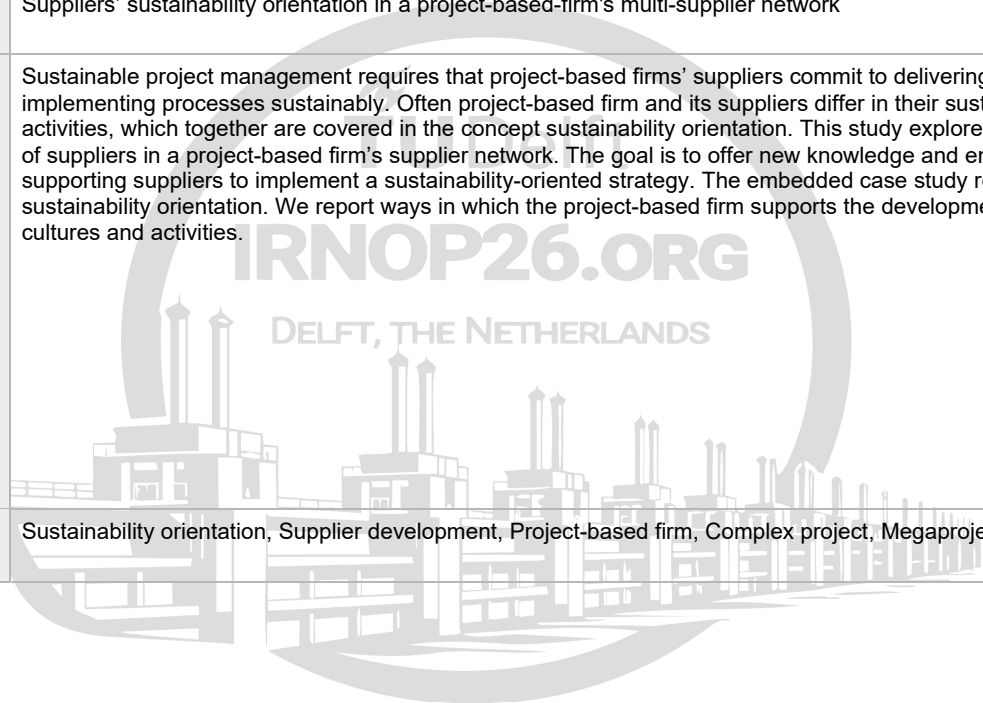 Suppliers’ sustainability orientation in a project-based-firm's multi-supplier network
Sustainable project management requires that project-based firms’ suppliers commit to delivering
implementing processes sustainably. Often project-based firm and its suppliers differ in their sust
activities, which together are covered in the concept sustainability orientation. This study explore
of suppliers in a project-based firm’s supplier network. The goal is to offer new knowledge and en
supporting suppliers to implement a sustainability-oriented strategy. The embedded case study r
sustainability orientation. We report ways in which the project-based firm supports the developme
cultures and activities.
TU Delft
IRNOP26.ORG
DELFT, THE NETHERLANDS
Sustainability orientation, Supplier development, Project-based firm, Complex project, Megaproje